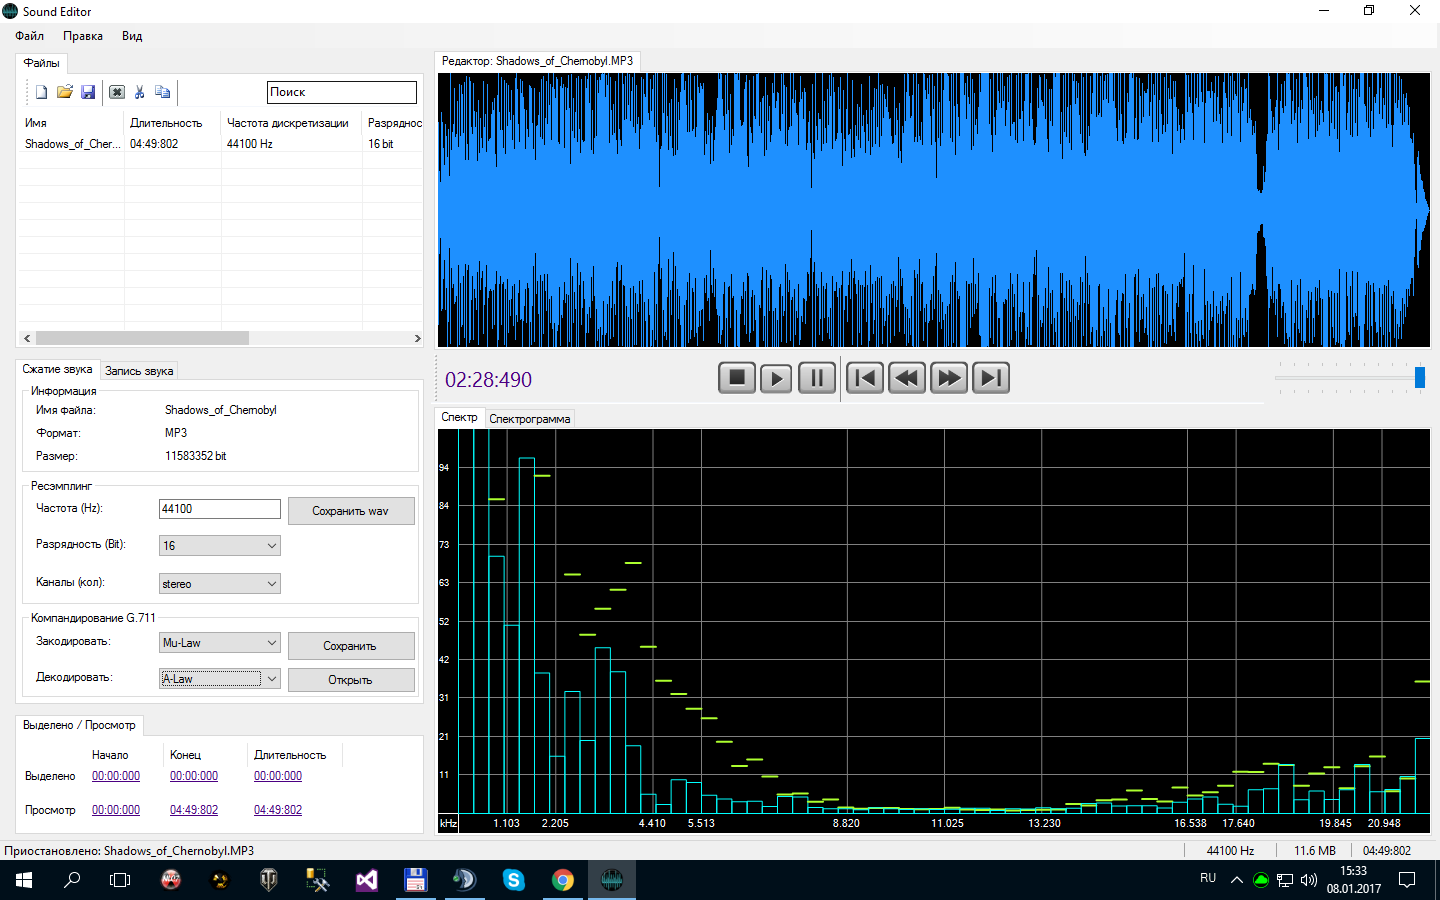 Sound Editor
Файл Правка Вид
Файлы
Поиск
Имя Длительность Частота дискретизации Разряднос
Shadows_of_Cher... 04:49:802 44100 Hz 16 bit
Редактор: Shadows_of_Chernobyl.MP3
02:28:490
Сжатие звука Запись звука
Информация
Имя файла: Shadows_of_Chernobyl
Формат: MP3
Размер: 11583352 bit
Ресэмплинг
Частота (Hz): 44100 Сохранить wav
Разрядность (Bit): 16
Каналы (кол): stereo
Компандирование G.711
Закодировать: Mu-Law Сохранить
Декодировать: A-Law Открыть
Выделено / Просмотр
Начало Конец Длительность
Выделено 00:00:000 00:00:000 00:00:000
Просмотр 00:00:000 04:49:802 04:49:802
Спектр Спектрограмма
94
84
73
63
52
42
31
21
11
kHz 1.103 2.205 4.410 5.513 8.820 11.025 13.230 16.538 17.640 19.845 20.948
Приостановлено: Shadows_of_Chernobyl.MP3 44100 Hz 11.6 MB 04:49:802
RU 15:33
08.01.2017